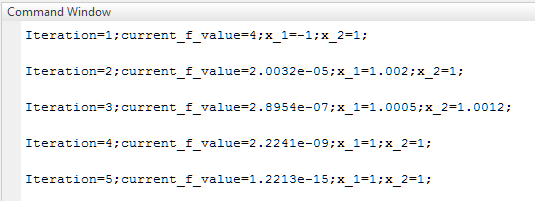 Command Window
Iteration=1;current_f_value=4;x_1=-1;x_2=1;
Iteration=2;current_f_value=2.0032e-05;x_1=1.002;x_2=1;
Iteration=3;current_f_value=2.8954e-07;x_1=1.0005;x_2=1.0012;
Iteration=4;current_f_value=2.2241e-09;x_1=1;x_2=1;
Iteration=5;current_f_value=1.2213e-15;x_1=1;x_2=1;